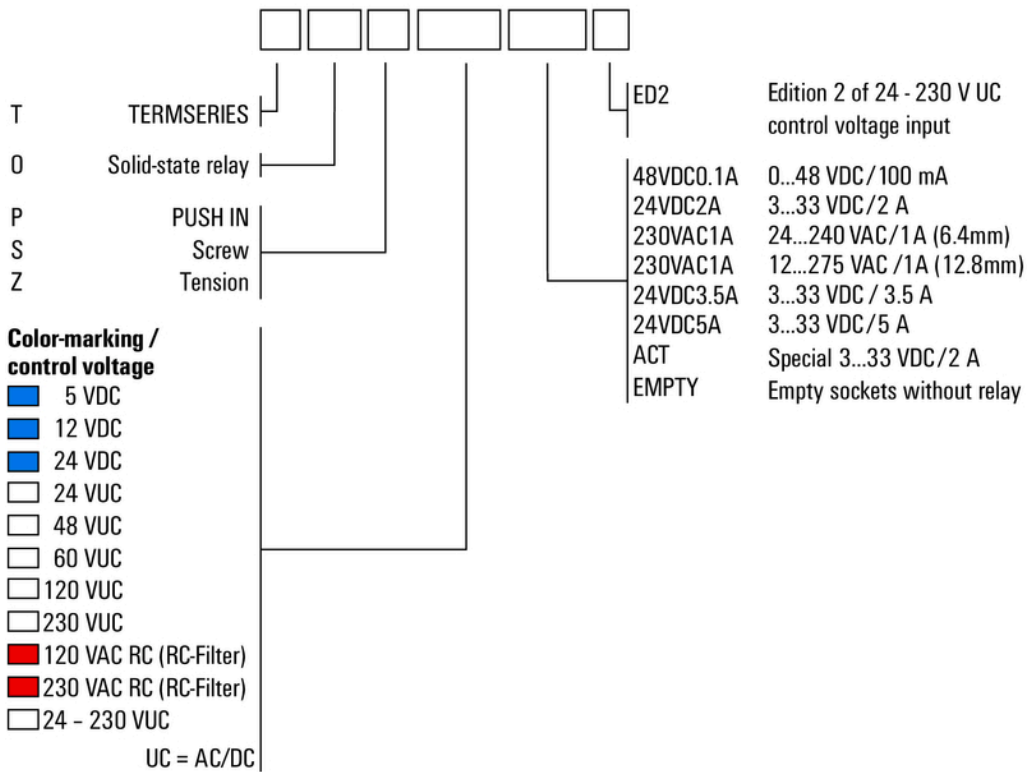 T TERMSERIES
O Solid-state relay
P PUSH IN
S Screw
Z Tension
Color-marking /
control voltage
5 VDC
12 VDC
24 VDC
24 VUC
48 VUC
60 VUC
120 VUC
230 VUC
120 VAC RC (RC-Filter)
230 VAC RC (RC-Filter)
24 – 230 VUC
UC = AC/DC
ED2 Edition 2 of 24 - 230 V UC
control voltage input
48VDC0.1A 0...48 VDC/100 mA
24VDC2A 3...33 VDC/2 A
230VAC1A 24...240 VAC/1A (6.4mm)
230VAC1A 12...275 VAC /1A (12.8mm)
24VDC3.5A 3...33 VDC / 3.5 A
24VDC5A 3...33 VDC/5 A
ACT Special 3...33 VDC/2 A
EMPTY Empty sockets without relay